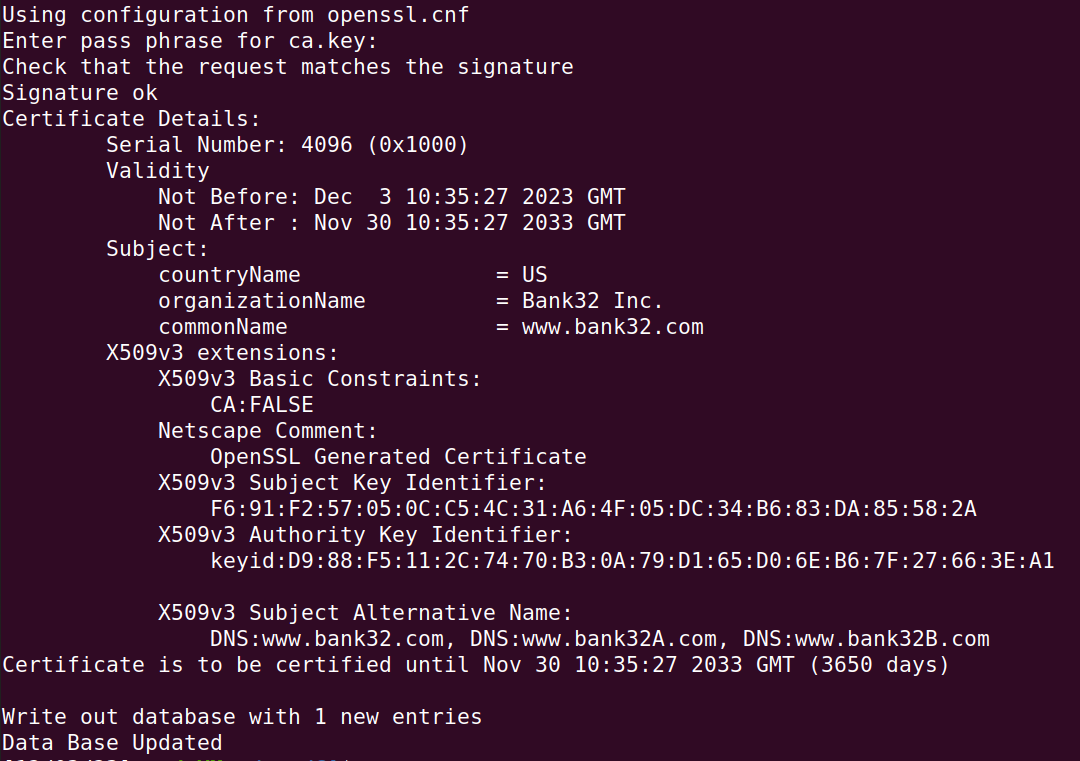 Using configuration from openssl.cnf
Enter pass phrase for ca.key:
Check that the request matches the signature
Signature ok
Certificate Details:
        Serial Number: 4096 (0x1000)
        Validity
            Not Before: Dec  3 10:35:27 2023 GMT
            Not After : Nov 30 10:35:27 2033 GMT
        Subject:
            countryName               = US
            organizationName          = Bank32 Inc.
            commonName                = www.bank32.com
        X509v3 extensions:
            X509v3 Basic Constraints:
                CA:FALSE
            Netscape Comment:
                OpenSSL Generated Certificate
            X509v3 Subject Key Identifier:
                F6:91:F2:57:05:0C:C5:4C:31:A6:4F:05:DC:34:B6:83:DA:85:58:2A
            X509v3 Authority Key Identifier:
                keyid:D9:88:F5:11:2C:74:70:B3:0A:79:D1:65:D0:6E:B6:7F:27:66:3E:A1
            X509v3 Subject Alternative Name:
                DNS:www.bank32.com, DNS:www.bank32A.com, DNS:www.bank32B.com
Certificate is to be certified until Nov 30 10:35:27 2033 GMT (3650 days)
Write out database with 1 new entries
Data Base Updated